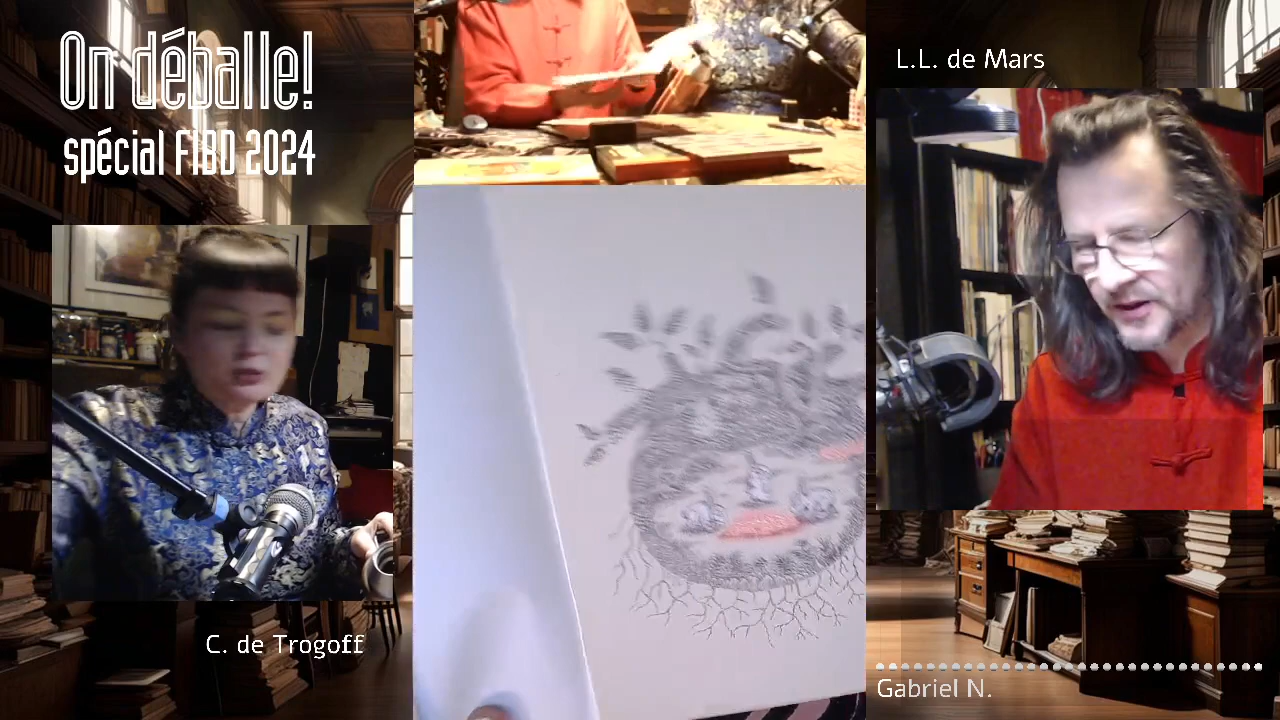 On déballe!
spécial FIBD 2024
L.L. de Mars
C. de Trogoff
Gabriel N.